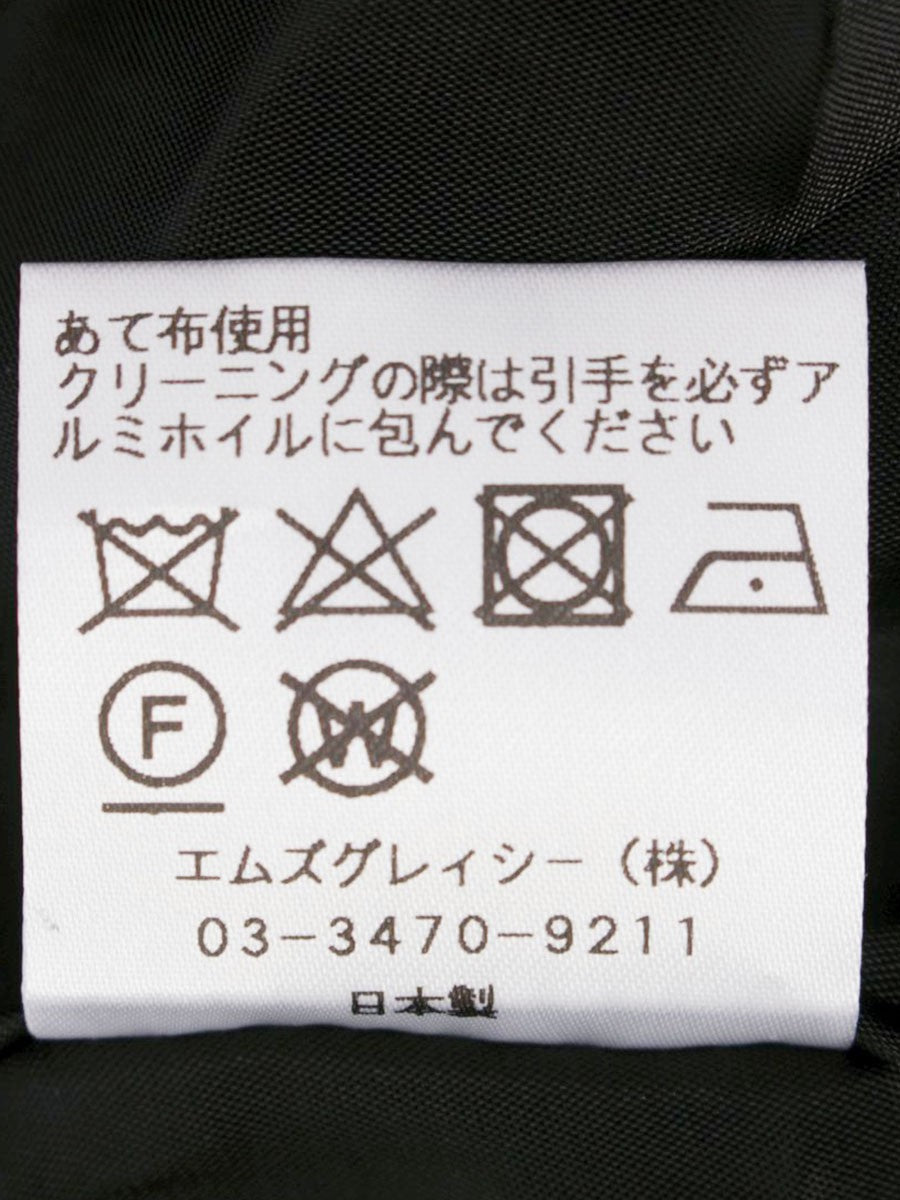 あて布使用
クリーニングの際は引手を必ずア
ルミホイルに包んでください
F
W
エムズグレイシー(株)
03-3470-9211
日本製